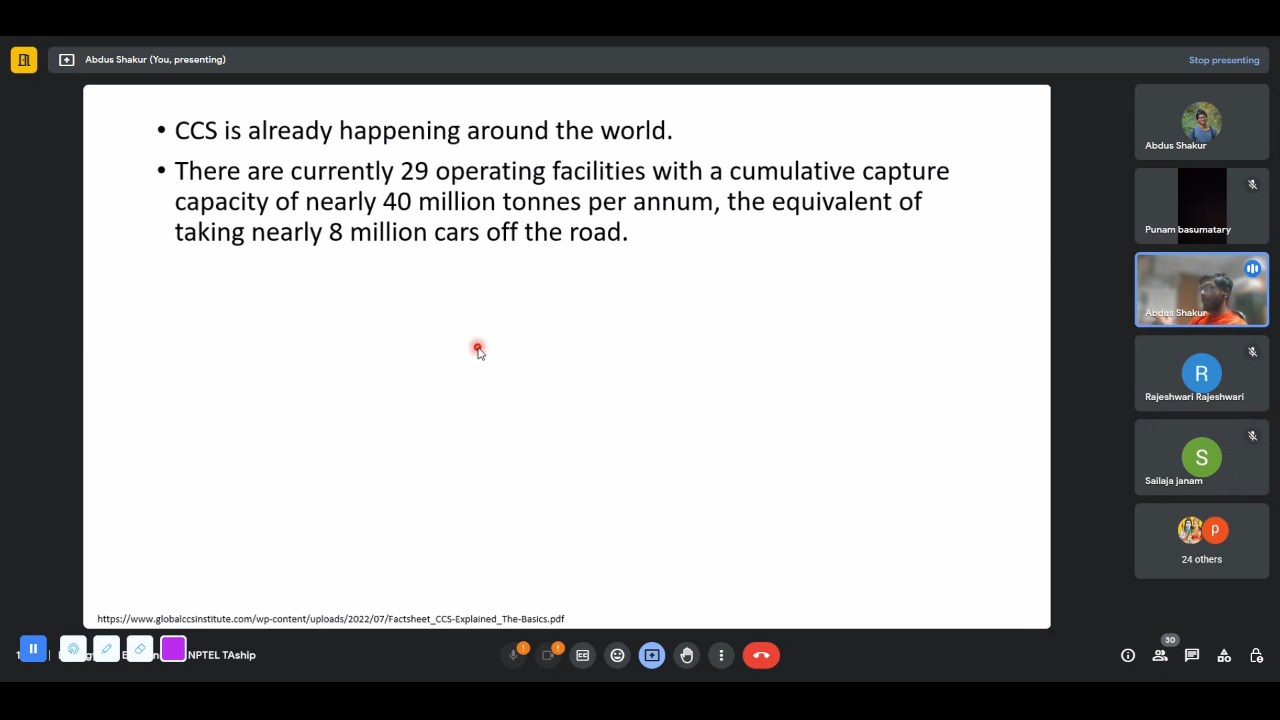 Abdus Shakur (You, presenting)
Stop presenting
• CCS is already happening around the world.
• There are currently 29 operating facilities with a cumulative capture
capacity of nearly 40 million tonnes per annum, the equivalent of
taking nearly 8 million cars off the road.
https://www.globalccsinstitute.com/wp-content/uploads/2022/07/Factsheet_CCS-Explained_The-Basics.pdf
Abdus Shakur
Punam basumatary
Abdus Shakur
R
Rajeshwari Rajeshwari
S
Sailaja janam
p
24 others
NPTEL TAship
30